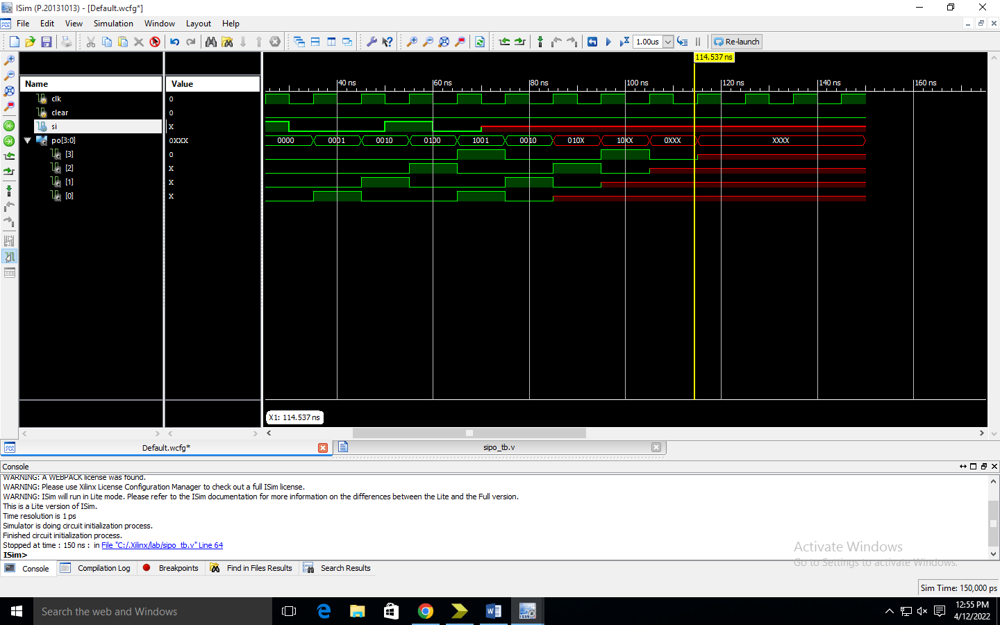 ISim (P.20131013) - [Default.wcfg*]
File Edit View Simulation Window Layout Help
1.00us Re-launch
114.537 ns
Name Value
40 ns 60 ns 80 ns 100 ns 120 ns 140 ns 160 ns
clk 0
clear 0
si X
po[3:0] 0XXX 0000 0001 0010 0100 1001 0010 010X 10XX 0XXX XXXX
[3] 0
[2] X
[1] X
[0] X
X1: 114.537 ns
Default.wcfg* sipo_tb.v
Console
WARNING: A WEBPACK license was found.
WARNING: Please use Xilinx License Configuration Manager to check out a full ISim license.
WARNING: ISim will run in Lite mode. Please refer to the ISim documentation for more information on the differences between the Lite and the Full version.
This is a Lite version of ISim.
Time resolution is 1 ps
Simulator is doing circuit initialization process.
Finished circuit initialization process.
Stopped at time : 150 ns : in File "C:/.Xilinx/lab/sipo_tb.v" Line 64
ISim>
Activate Windows
Go to Settings to activate Windows.
Console Compilation Log Breakpoints Find in Files Results Search Results
Sim Time: 150,000 ps
Search the web and Windows
12:55 PM
4/12/2022